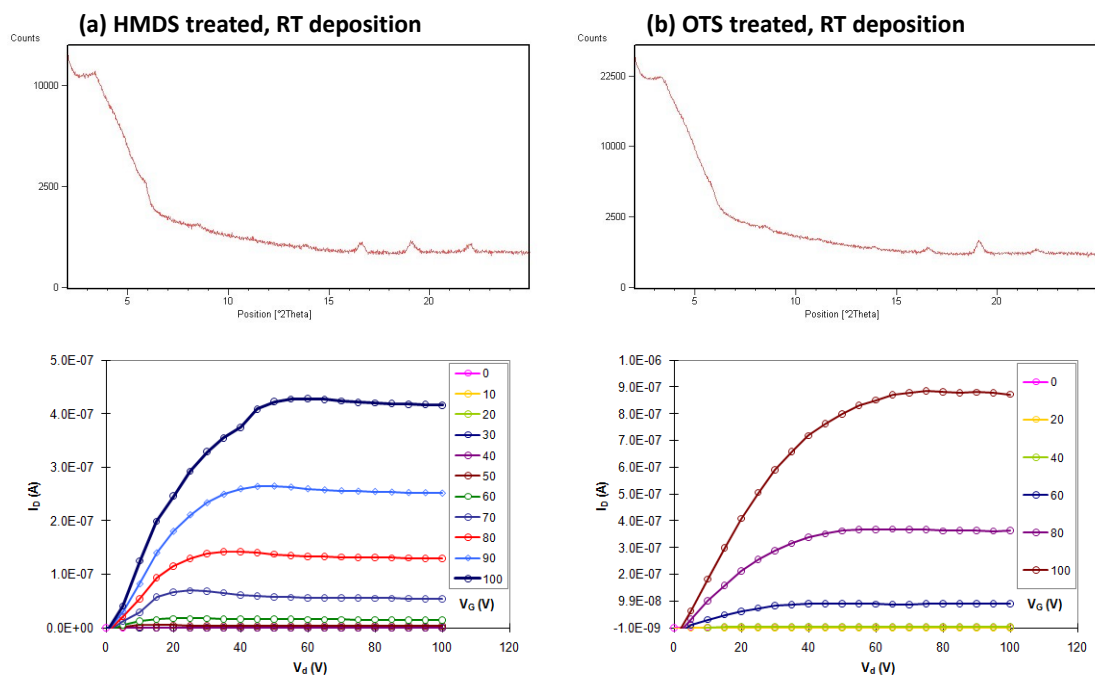 (a) HMDS treated, RT deposition
Counts
10000
2500
0
5
10
15
20
Position [°2Theta]
(b) OTS treated, RT deposition
Counts
22500
10000
2500
0
5
10
15
20
Position [°2Theta]
5.0E-07
4.0E-07
3.0E-07
2.0E-07
1.0E-07
0.0E+00
I_D (A)
0
20
40
60
80
100
120
V_d (V)
0
10
20
30
40
50
60
70
80
90
100
V_G (V)
1.0E-06
9.0E-07
8.0E-07
7.0E-07
6.0E-07
5.0E-07
4.0E-07
3.0E-07
2.0E-07
9.9E-08
-1.0E-09
I_D (A)
0
20
40
60
80
100
120
V_d (V)
0
20
40
60
80
100
V_G (V)